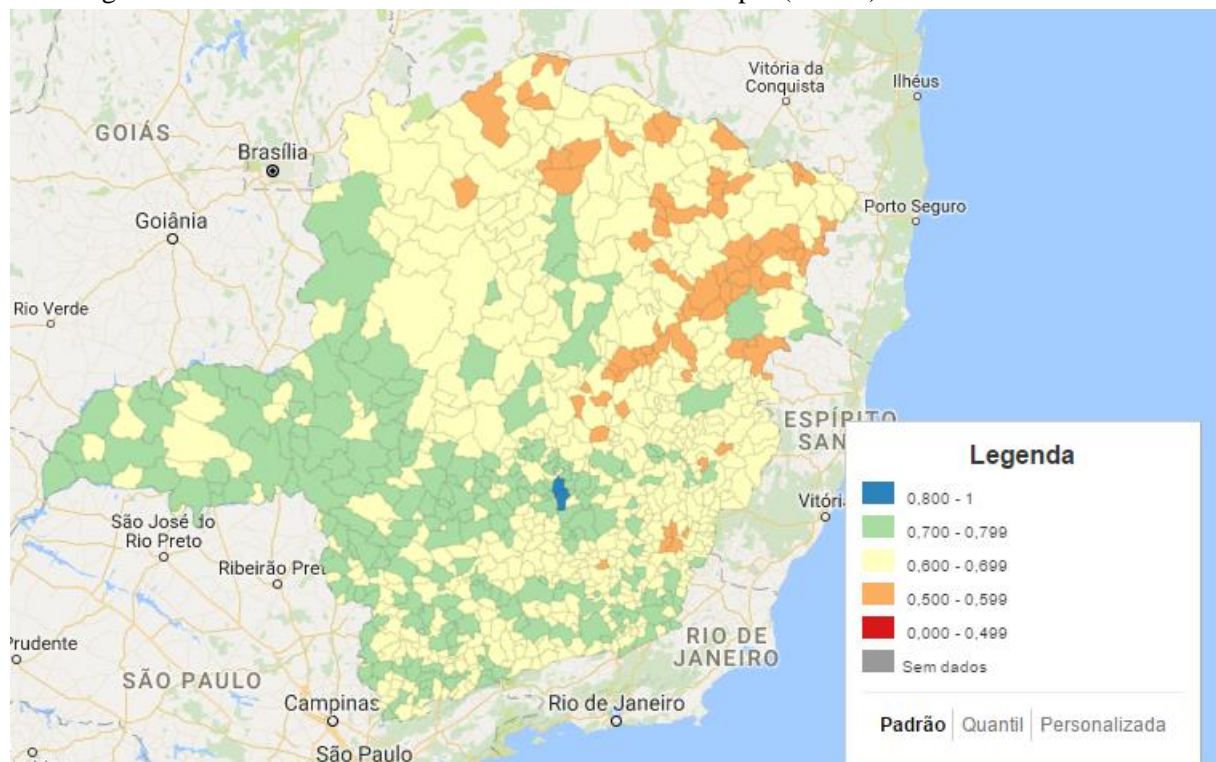 GOIÁS
Brasília
Goiânia
Rio Verde
Vitória da
Conquista
Ilhéus
Porto Seguro
ESPÍRITO
SAN
Vitóri
São José do
Rio Preto
Ribeirão Pret
Prudente
SÃO PAULO
Campinas
São Paulo
RIO DE
JANEIRO
Rio de Janeiro
Legenda
0,800 - 1
0,700 - 0,799
0,600 - 0,699
0,500 - 0,599
0,000 - 0,499
Sem dados
Padrão | Quantil | Personalizada